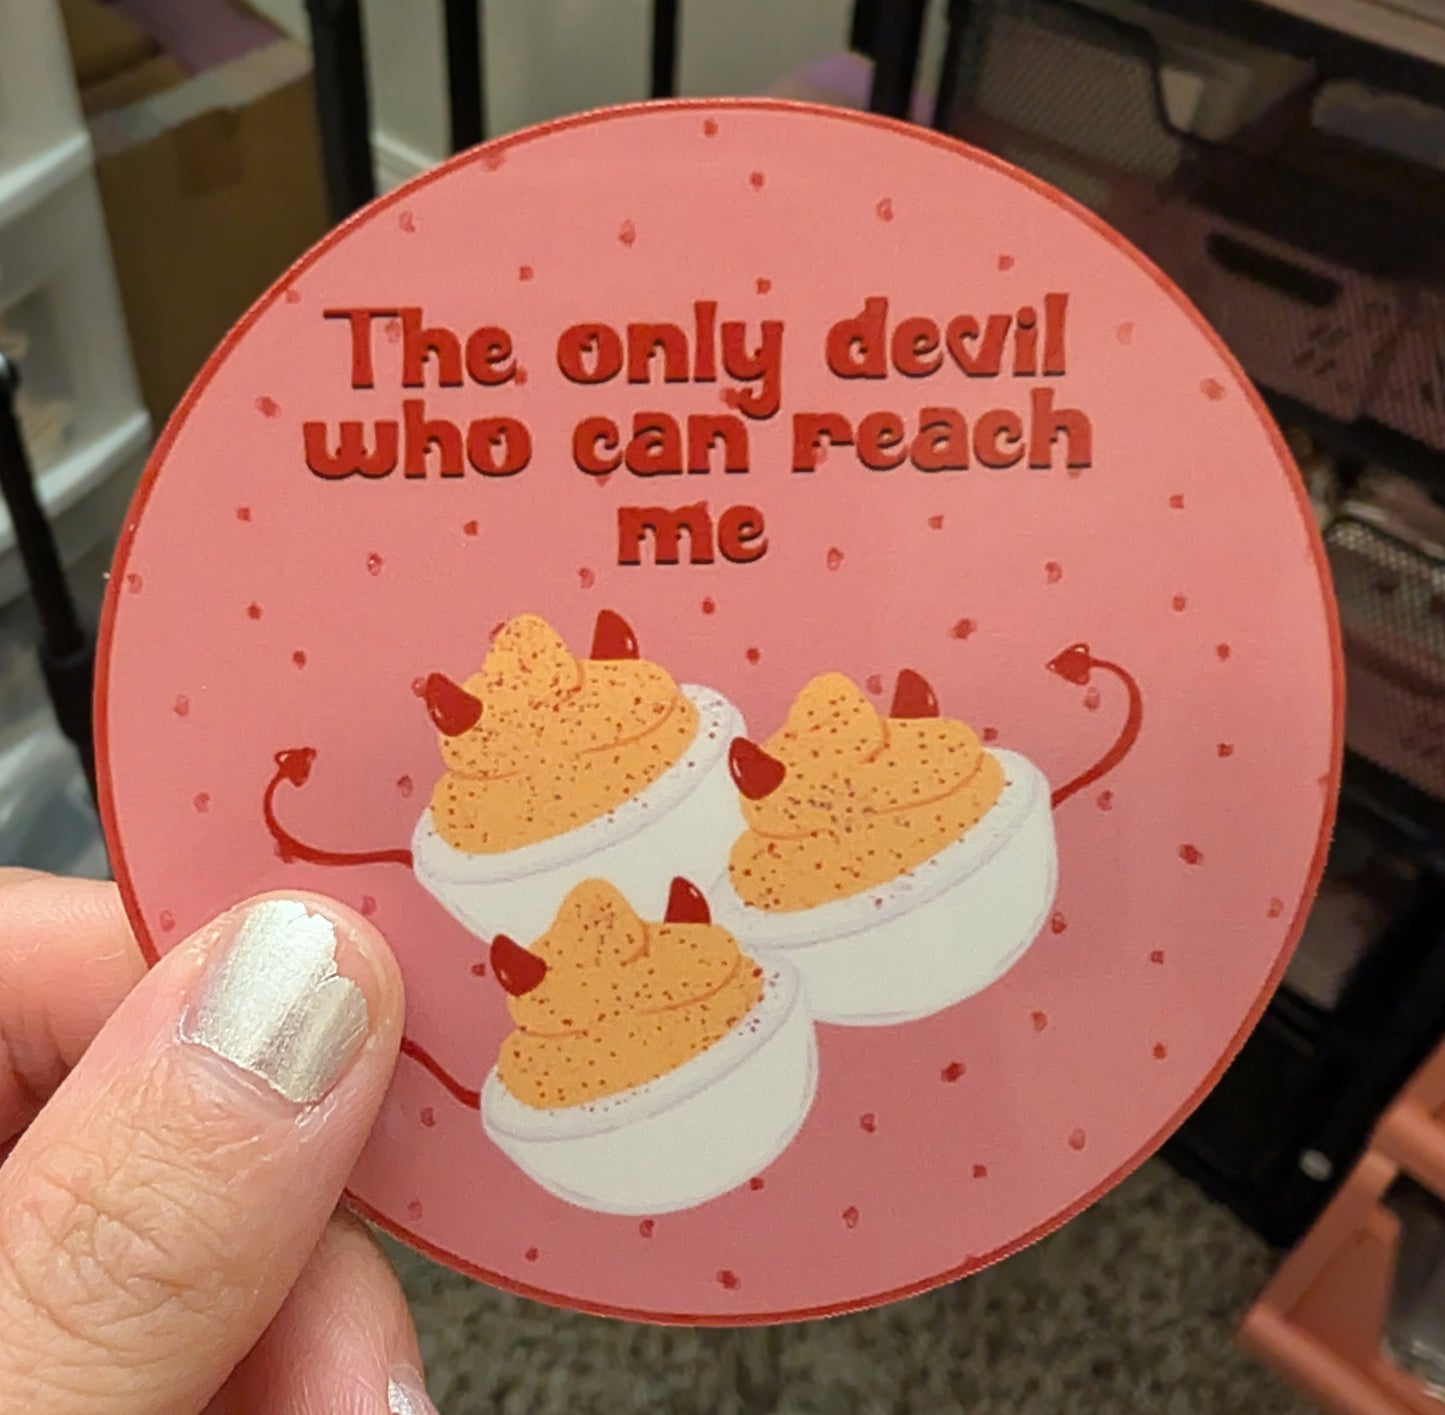 The only devil
who can reach
me